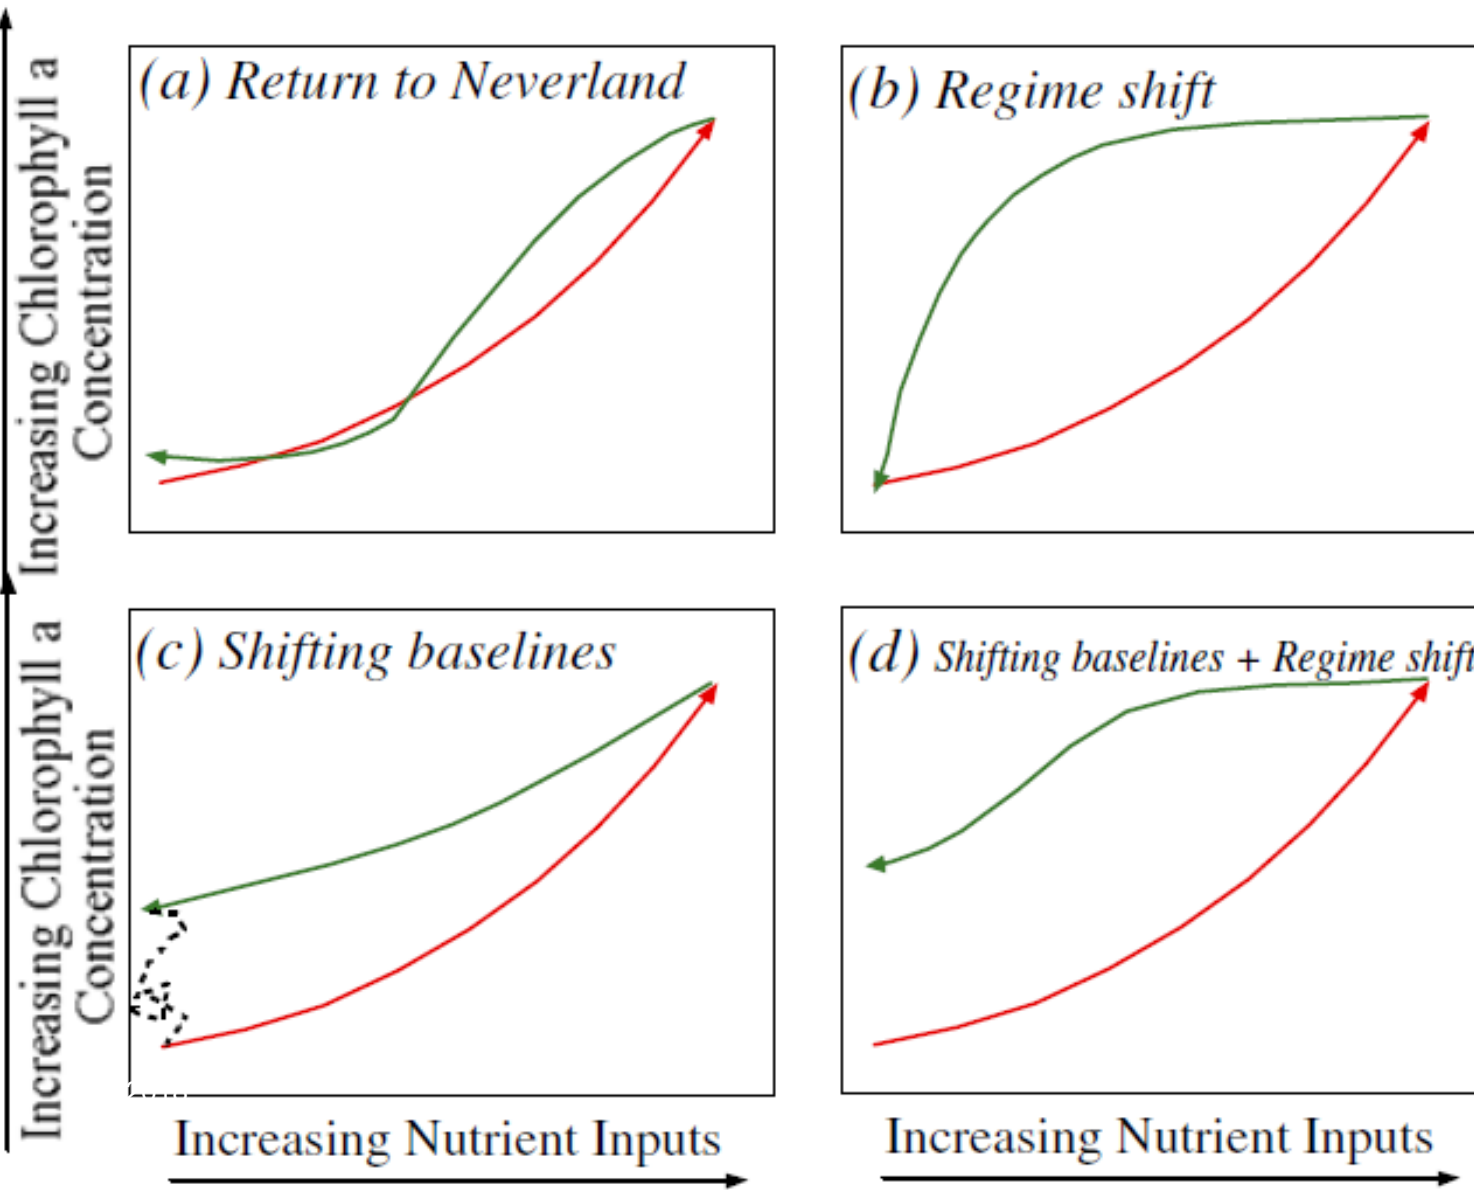 (a) Return to Neverland
(b) Regime shift
Increasing Chlorophyll a
Concentration
(c) Shifting baselines
(d) Shifting baselines + Regime shift
Increasing Chlorophyll a
Concentration
Increasing Nutrient Inputs
Increasing Nutrient Inputs